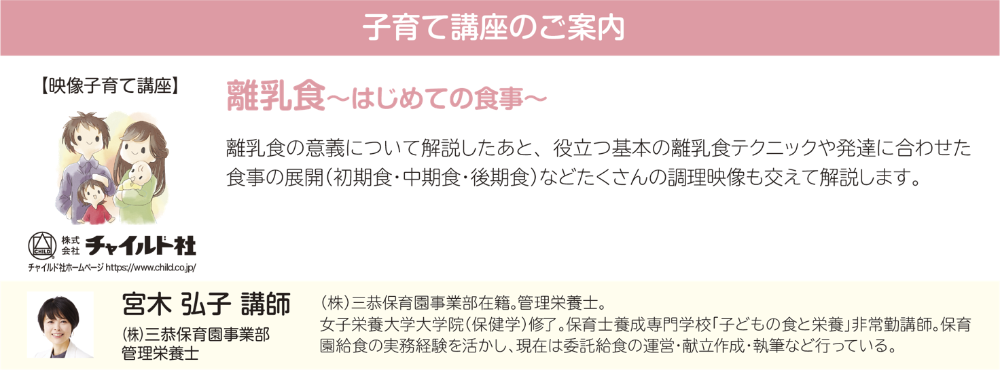 子育て講座のご案内
【映像子育て講座】
離乳食～はじめての食事～
離乳食の意義について解説したあと、役立つ基本の離乳食テクニックや発達に合わせた
食事の展開(初期食・中期食・後期食)などたくさんの調理映像も交えて解説します。
CHILD®
株式会社 チャイルド社
チャイルド社ホームページ https://www.child.co.jp/
宮木 弘子 講師
㈱三恭保育園事業部
管理栄養士
(株)三恭保育園事業部在籍。管理栄養士。
女子栄養大学大学院(保健学)修了。保育士養成専門学校「子どもの食と栄養」非常勤講師。保育
園給食の実務経験を活かし、現在は委託給食の運営・献立作成・執筆など行っている。